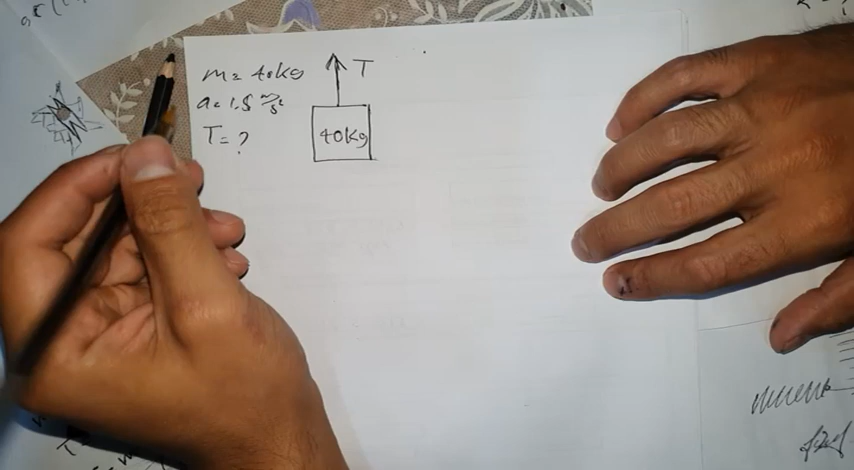 m = 40kg
a = 1.5 m/s²
T = ?
T
40kg